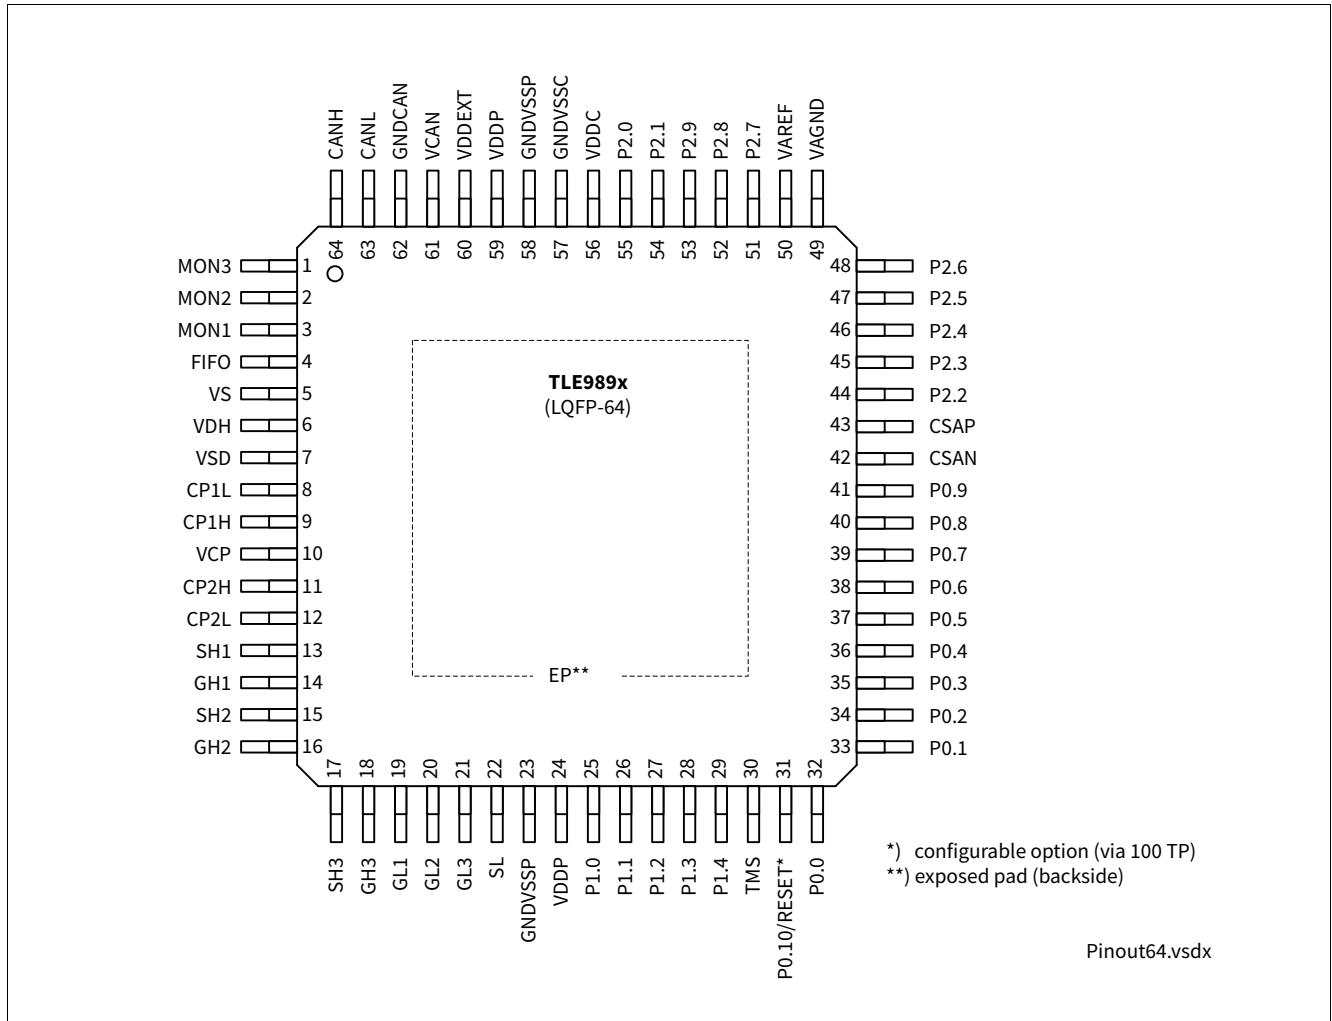 CANH
CANL
GNDCAN
VCAN
VDDEXT
VDDP
GNDVSSP
GNDVSSC
VDDC
P2.0
P2.1
P2.9
P2.8
P2.7
VAREF
VAGND
64
63
62
61
60
59
58
57
56
55
54
53
52
51
50
49
MON3 1
MON2 2
MON1 3
FIFO 4
VS 5
VDH 6
VSD 7
CP1L 8
CP1H 9
VCP 10
CP2H 11
CP2L 12
SH1 13
GH1 14
SH2 15
GH2 16
TLE989x
(LQFP-64)
EP**
48 P2.6
47 P2.5
46 P2.4
45 P2.3
44 P2.2
43 CSAP
42 CSAN
41 P0.9
40 P0.8
39 P0.7
38 P0.6
37 P0.5
36 P0.4
35 P0.3
34 P0.2
33 P0.1
17
18
19
20
21
22
23
24
25
26
27
28
29
30
31
32
SH3
GH3
GL1
GL2
GL3
SL
GNDVSSP
VDDP
P1.0
P1.1
P1.2
P1.3
P1.4
TMS
P0.10/RESET*
P0.0
*) configurable option (via 100 TP)
**) exposed pad (backside)
Pinout64.vsdx